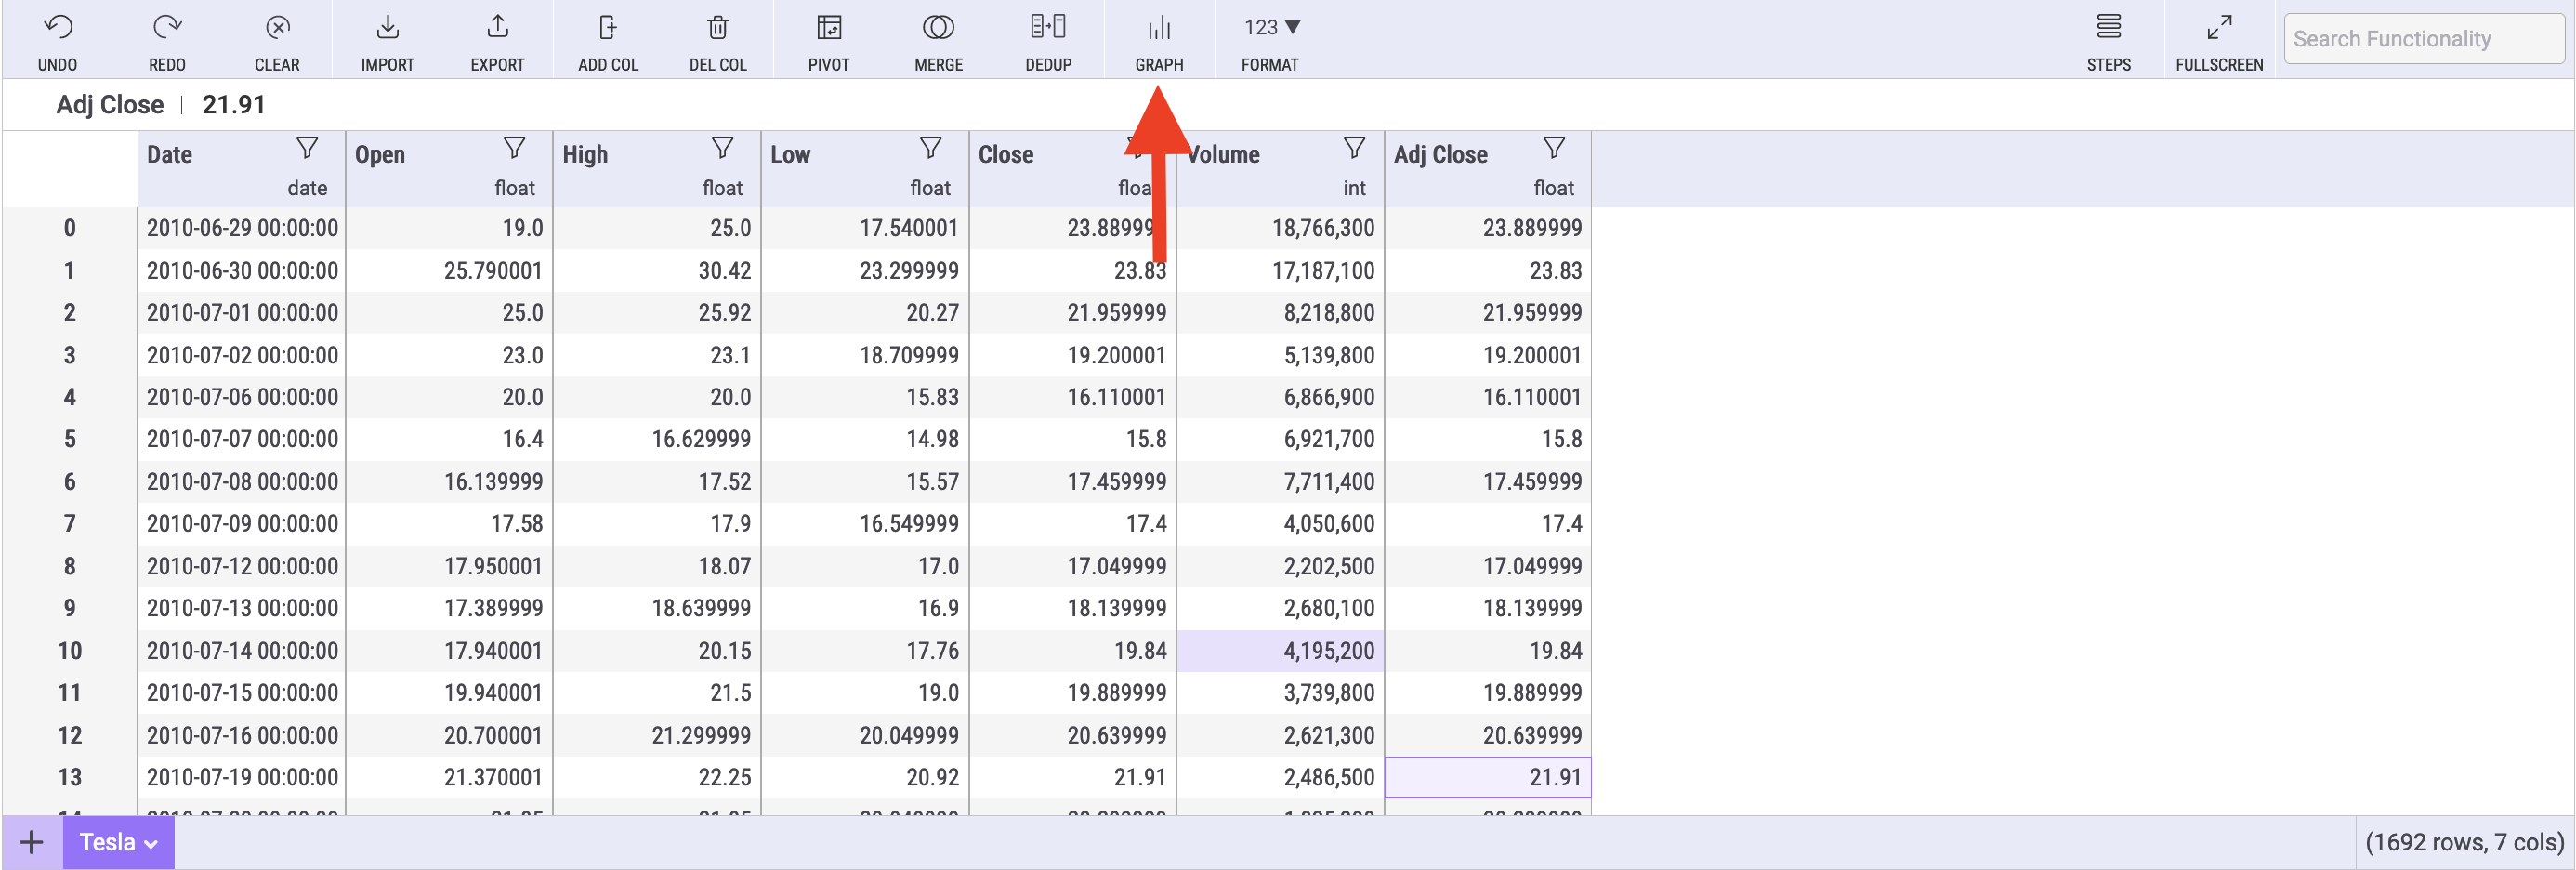 UNDO REDO CLEAR IMPORT EXPORT ADD COL DEL COL PIVOT MERGE DEDUP GRAPH 123 ▼ FORMAT STEPS FULLSCREEN Search Functionality
Adj Close | 21.91
Date Open High Low Close Volume Adj Close
date float float float float int float
0 2010-06-29 00:00:00 19.0 25.0 17.540001 23.889999 18,766,300 23.889999
1 2010-06-30 00:00:00 25.790001 30.42 23.299999 23.83 17,187,100 23.83
2 2010-07-01 00:00:00 25.0 25.92 20.27 21.959999 8,218,800 21.959999
3 2010-07-02 00:00:00 23.0 23.1 18.709999 19.200001 5,139,800 19.200001
4 2010-07-06 00:00:00 20.0 20.0 15.83 16.110001 6,866,900 16.110001
5 2010-07-07 00:00:00 16.4 16.629999 14.98 15.8 6,921,700 15.8
6 2010-07-08 00:00:00 16.139999 17.52 15.57 17.459999 7,711,400 17.459999
7 2010-07-09 00:00:00 17.58 17.9 16.549999 17.4 4,050,600 17.4
8 2010-07-12 00:00:00 17.950001 18.07 17.0 17.049999 2,202,500 17.049999
9 2010-07-13 00:00:00 17.389999 18.639999 16.9 18.139999 2,680,100 18.139999
10 2010-07-14 00:00:00 17.940001 20.15 17.76 19.84 4,195,200 19.84
11 2010-07-15 00:00:00 19.940001 21.5 19.0 19.889999 3,739,800 19.889999
12 2010-07-16 00:00:00 20.700001 21.299999 20.049999 20.639999 2,621,300 20.639999
13 2010-07-19 00:00:00 21.370001 22.25 20.92 21.91 2,486,500 21.91
+ Tesla (1692 rows, 7 cols)